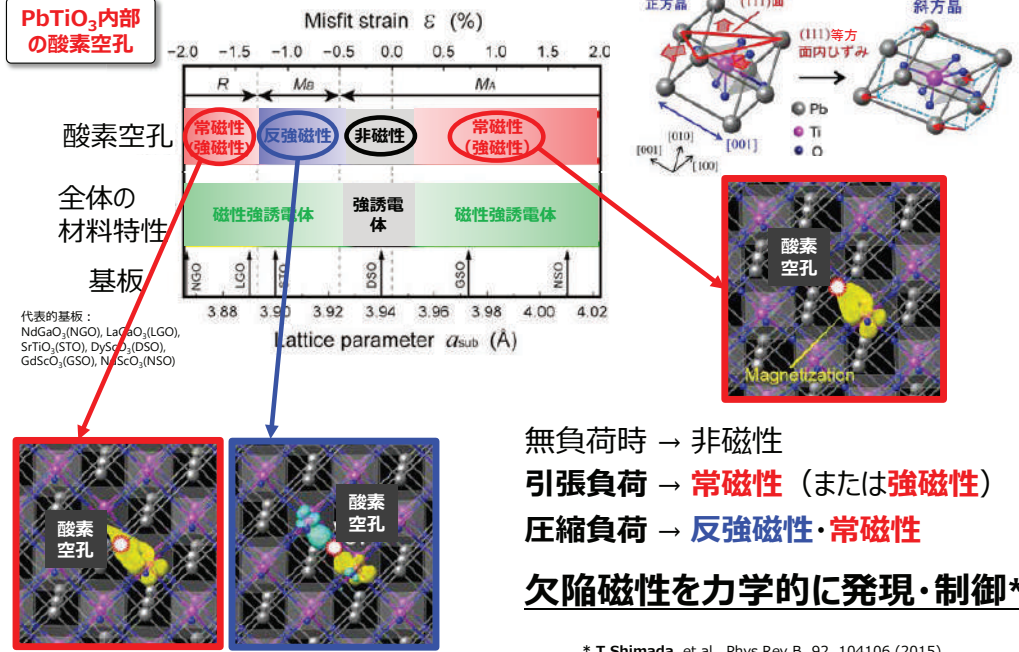 PbTiO₃内部
の酸素空孔
Misfit strain ε (%)
-2.0 -1.5 -1.0 -0.5 0.0 0.5 1.0 1.5 2.0
R MB MA
酸素空孔
常磁性
(強磁性)
反強磁性
非磁性
常磁性
(強磁性)
全体の
材料特性
磁性強誘電体
強誘電
体
磁性強誘電体
基板
NGO LGO STO DSO GSO NSO
3.88 3.90 3.92 3.94 3.96 3.98 4.00 4.02
Lattice parameter asub (Å)
代表的基板：
NdGaO₃(NGO), LaGaO₃(LGO),
SrTiO₃(STO), DyScO₃(DSO),
GdScO₃(GSO), NdScO₃(NSO)
正方晶
(111)面
斜方晶
(111)等方
面内ひずみ
Pb
Ti
O
[001]
[010]
[001]
[100]
酸素
空孔
Magnetization
酸素
空孔
酸素
空孔
無負荷時 → 非磁性
引張負荷 → 常磁性（または強磁性）
圧縮負荷 → 反強磁性・常磁性
欠陥磁性を力学的に発現・制御*
* T.Shimada, et al., Phys.Rev.B, 92, 104106 (2015)